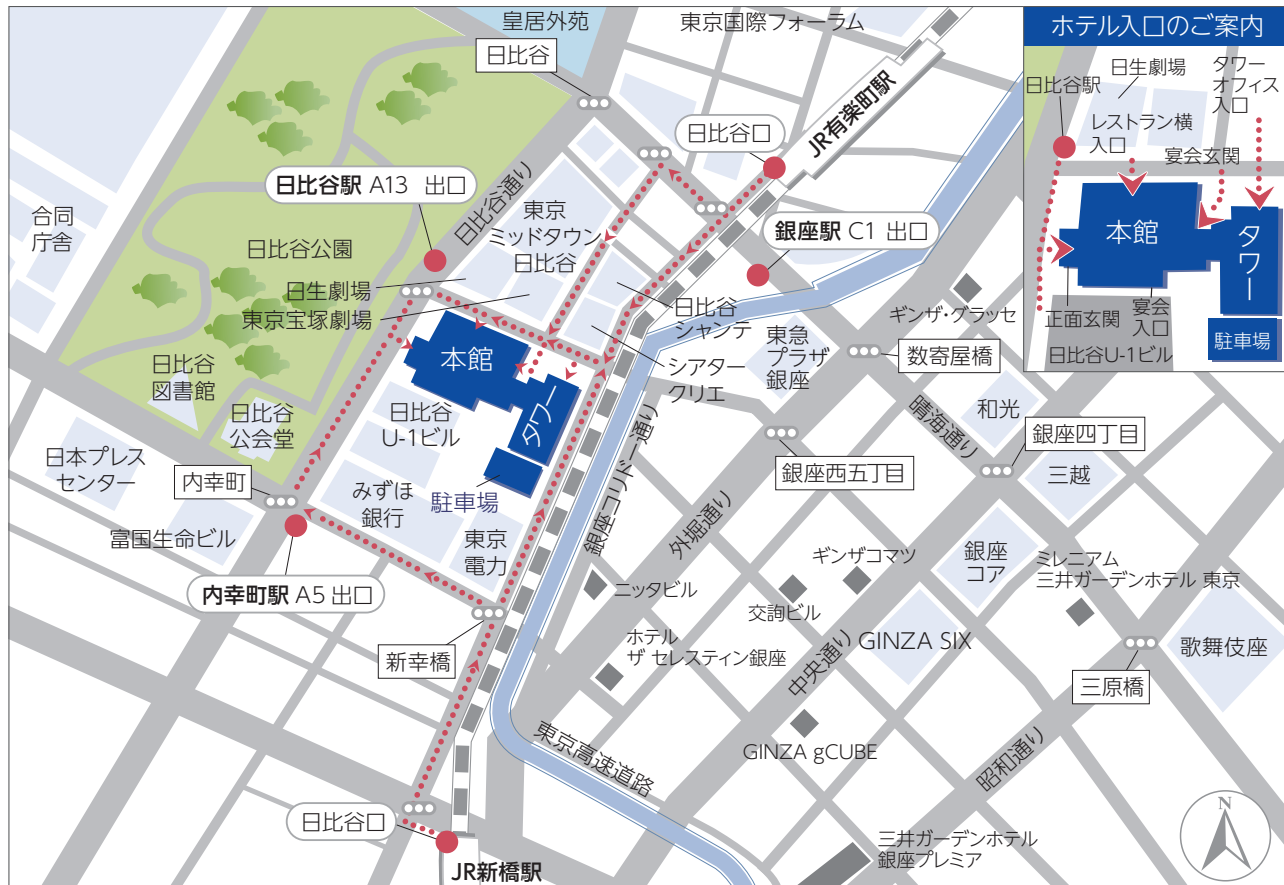 皇居外苑
東京国際フォーラム
日比谷
JR有楽町駅
日比谷口
日比谷駅 A13 出口
日比谷通り
合同
庁舎
日比谷公園
東京
ミッドタウン
日比谷
銀座駅 C1 出口
日生劇場
東京宝塚劇場
日比谷
シャンテ
ギンザ・グラッセ
東急
プラザ
銀座
数寄屋橋
本館
シアター
クリエ
タワー
日比谷
図書館
日比谷
公会堂
日比谷
U-1ビル
晴海通り
和光
銀座四丁目
三越
銀座西五丁目
日本プレス
センター
内幸町
みずほ
銀行
駐車場
銀座コリドー通り
外堀通り
富国生命ビル
東京
電力
ギンザコマツ
銀座
コア
ミレニアム
三井ガーデンホテル 東京
内幸町駅 A5 出口
ニッタビル
交詢ビル
新幸橋
ホテル
ザ セレスティン銀座
中央通り
GINZA SIX
歌舞伎座
三原橋
東京高速道路
GINZA gCUBE
昭和通り
日比谷口
JR新橋駅
三井ガーデンホテル
銀座プレミア
N
ホテル入口のご案内
日比谷駅
日生劇場
タワー
オフィス
入口
レストラン横
入口
宴会玄関
本館
タワー
正面玄関
宴会
入口
日比谷U-1ビル
駐車場